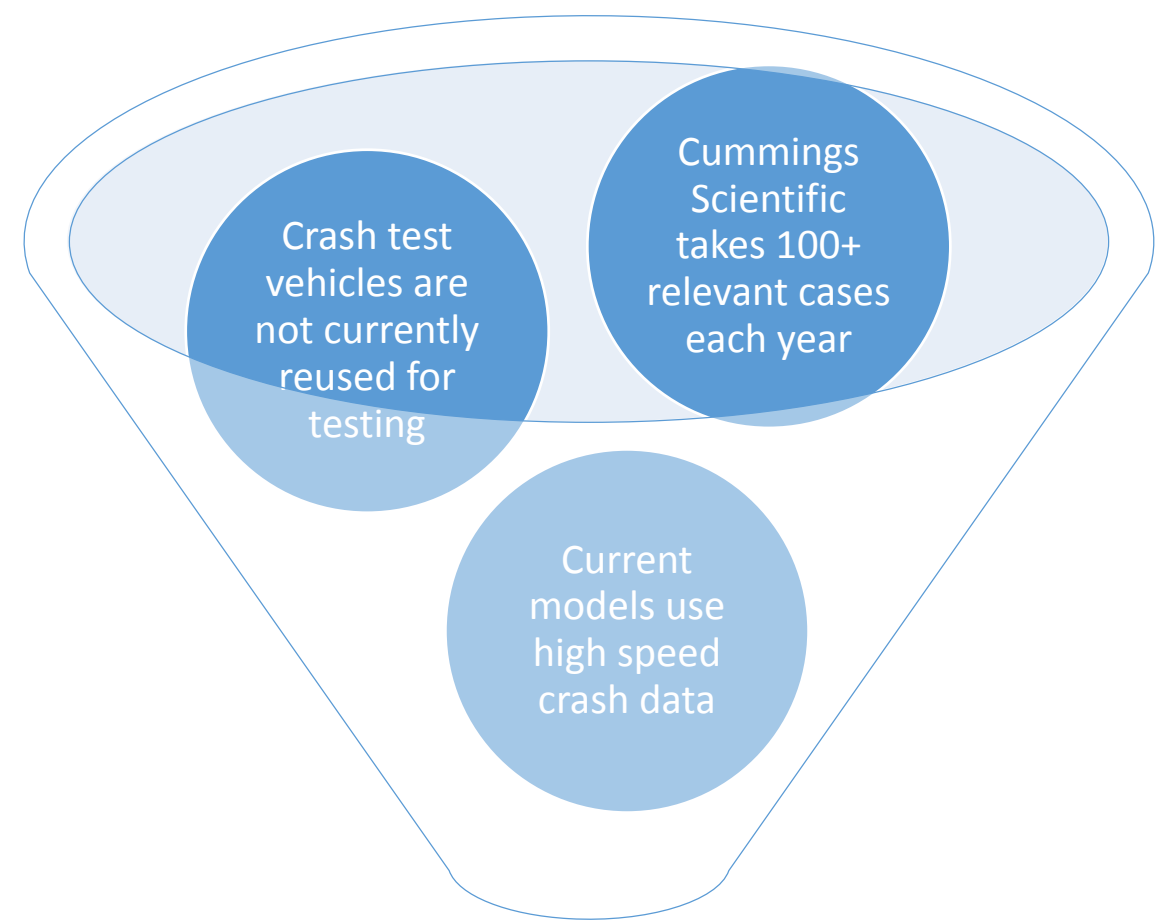 Crash test
vehicles are
not currently
reused for
testing
Cummings
Scientific
takes 100+
relevant cases
each year
Current
models use
high speed
crash data